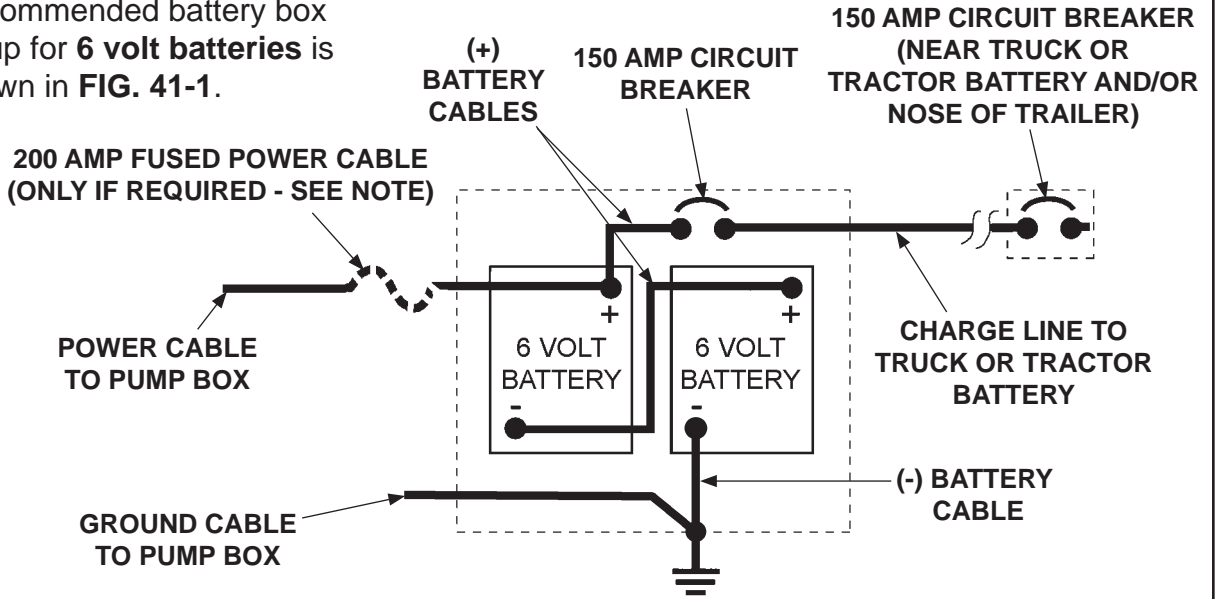 commended battery box
up for 6 volt batteries is
wn in FIG. 41-1.
(+)
BATTERY
CABLES
150 AMP CIRCUIT
BREAKER
150 AMP CIRCUIT BREAKER
(NEAR TRUCK OR
TRACTOR BATTERY AND/OR
NOSE OF TRAILER)
200 AMP FUSED POWER CABLE
(ONLY IF REQUIRED - SEE NOTE)
+
+
6 VOLT
BATTERY
6 VOLT
BATTERY
-
-
POWER CABLE
TO PUMP BOX
CHARGE LINE TO
TRUCK OR TRACTOR
BATTERY
(-) BATTERY
CABLE
GROUND CABLE
TO PUMP BOX